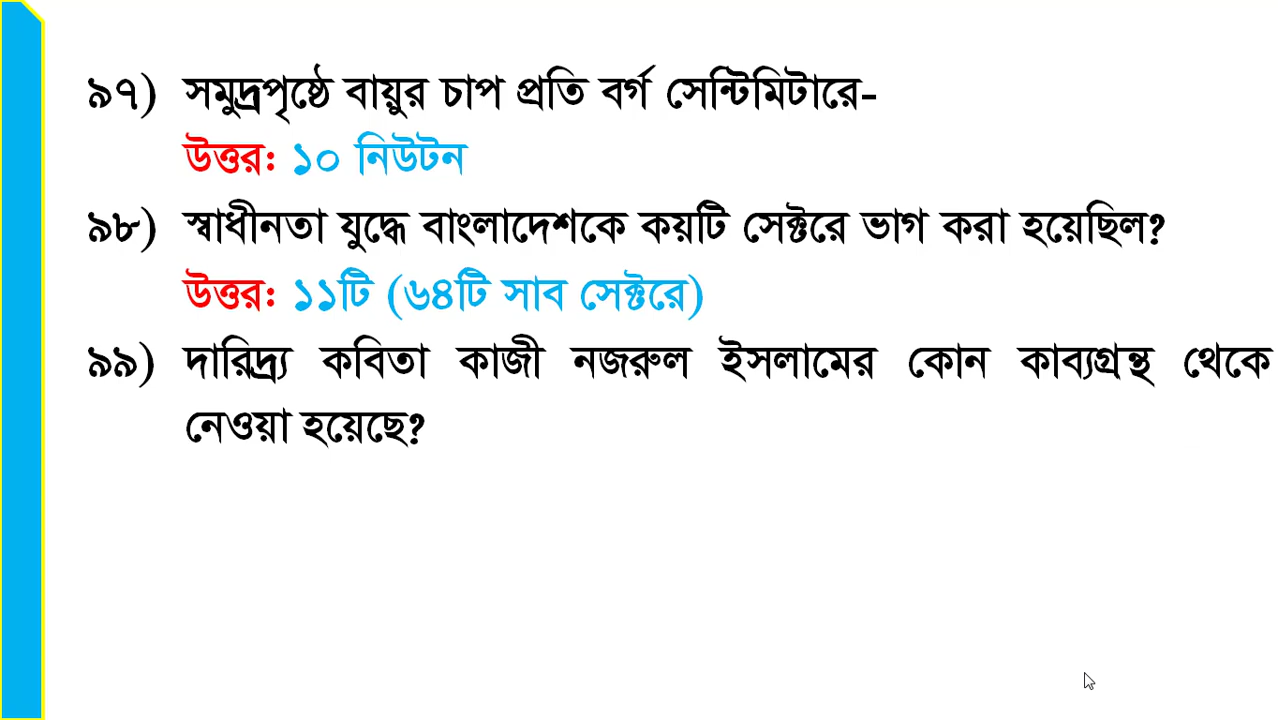 ৯৭) সমুদ্রপৃষ্ঠে বায়ুর চাপ প্রতি বর্গ সেন্টিমিটারে-
উত্তর: ১০ নিউটন
৯৮) স্বাধীনতা যুদ্ধে বাংলাদেশকে কয়টি সেক্টরে ভাগ করা হয়েছিল?
উত্তর: ১১টি (৬৪টি সাব সেক্টরে)
৯৯) দারিদ্র্য কবিতা কাজী নজরুল ইসলামের কোন কাব্যগ্রন্থ থেকে
নেওয়া হয়েছে?